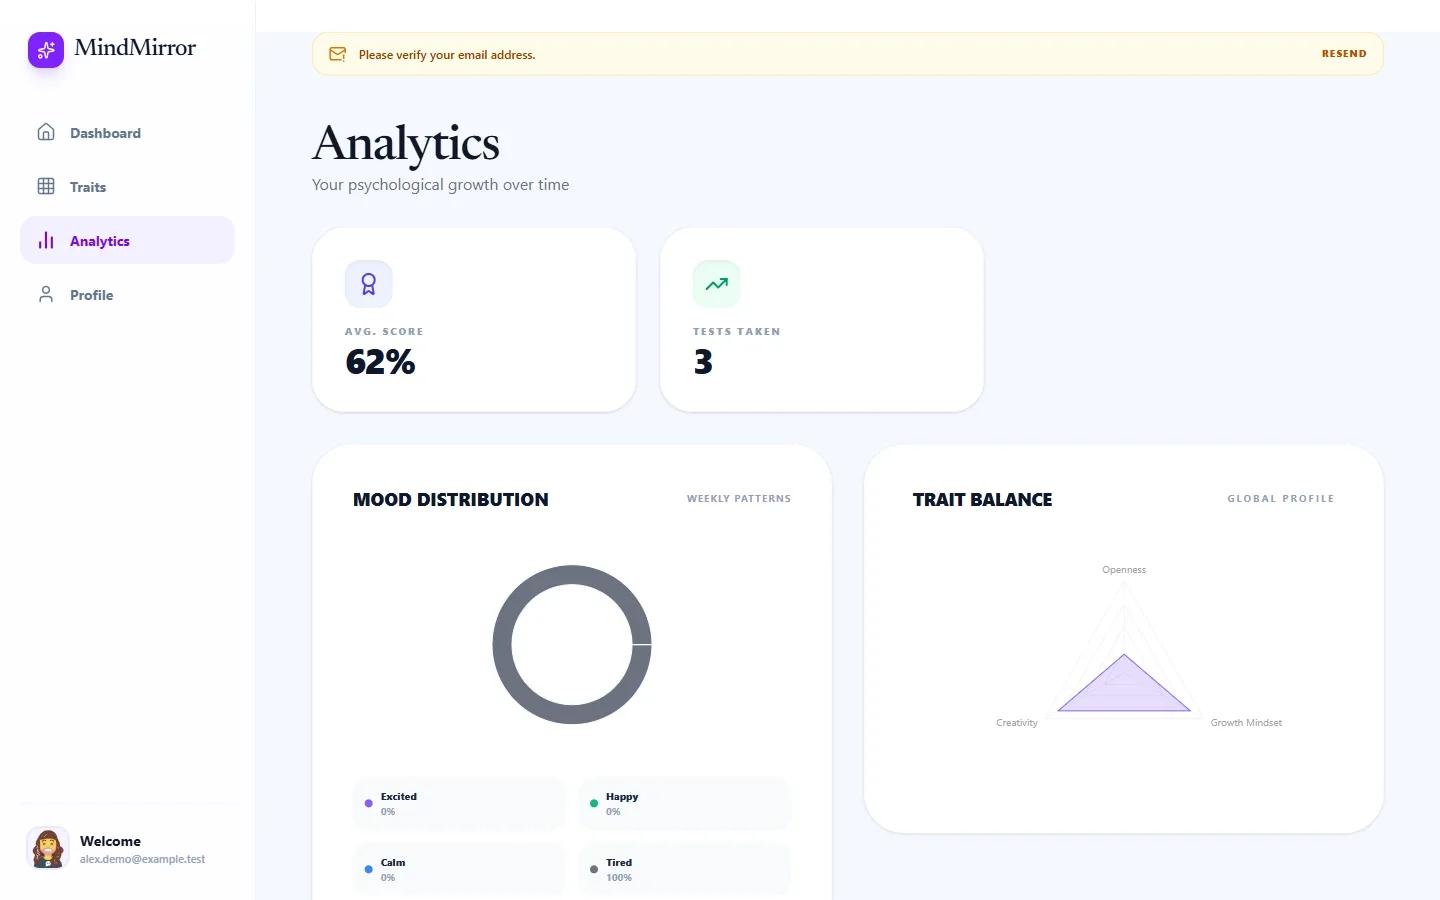 MindMirror
Dashboard
Traits
Analytics
Profile
Welcome
alex.demo@example.test
Please verify your email address.
RESEND
Analytics
Your psychological growth over time
AVG. SCORE
62%
TESTS TAKEN
3
MOOD DISTRIBUTION
WEEKLY PATTERNS
Excited
0%
Happy
0%
Calm
0%
Tired
100%
TRAIT BALANCE
GLOBAL PROFILE
Openness
Creativity
Growth Mindset